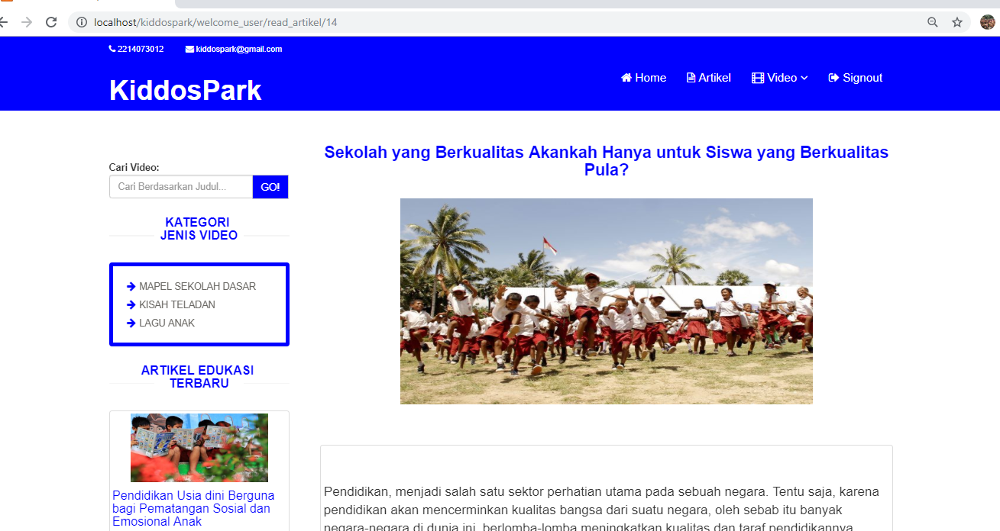 localhost/kiddospark/welcome_user/read_artikel/14
2214073012 kiddospark@gmail.com
KiddosPark
Home Artikel Video Signout
Cari Video:
Cari Berdasarkan Judul... GO!
KATEGORI
JENIS VIDEO
MAPEL SEKOLAH DASAR
KISAH TELADAN
LAGU ANAK
ARTIKEL EDUKASI
TERBARU
Pendidikan Usia dini Berguna
bagi Pematangan Sosial dan
Emosional Anak
Sekolah yang Berkualitas Akankah Hanya untuk Siswa yang Berkualitas
Pula?
Pendidikan, menjadi salah satu sektor perhatian utama pada sebuah negara. Tentu saja, karena
pendidikan akan mencerminkan kualitas bangsa dari suatu negara, oleh sebab itu banyak
negara-negara di dunia ini, berlomba-lomba meningkatkan kualitas dan taraf pendidikannya